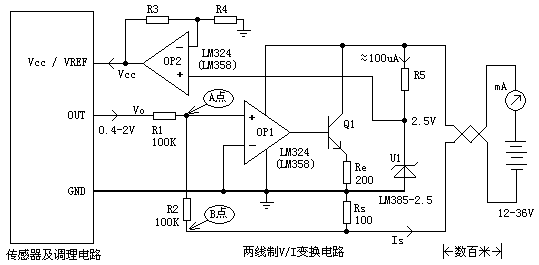 R3
R4
Vcc / VREF
Vcc
OP2
LM324
(LM358)
≈100uA
R5
mA
A点
OUT
Vo
0.4-2V
R1
100K
OP1
LM324
(LM358)
Q1
2.5V
U1
LM385-2.5
12-36V
GND
R2
100K
B点
Re
200
Rs
100
Is
传感器及调理电路
两线制V/I变换电路
数百米